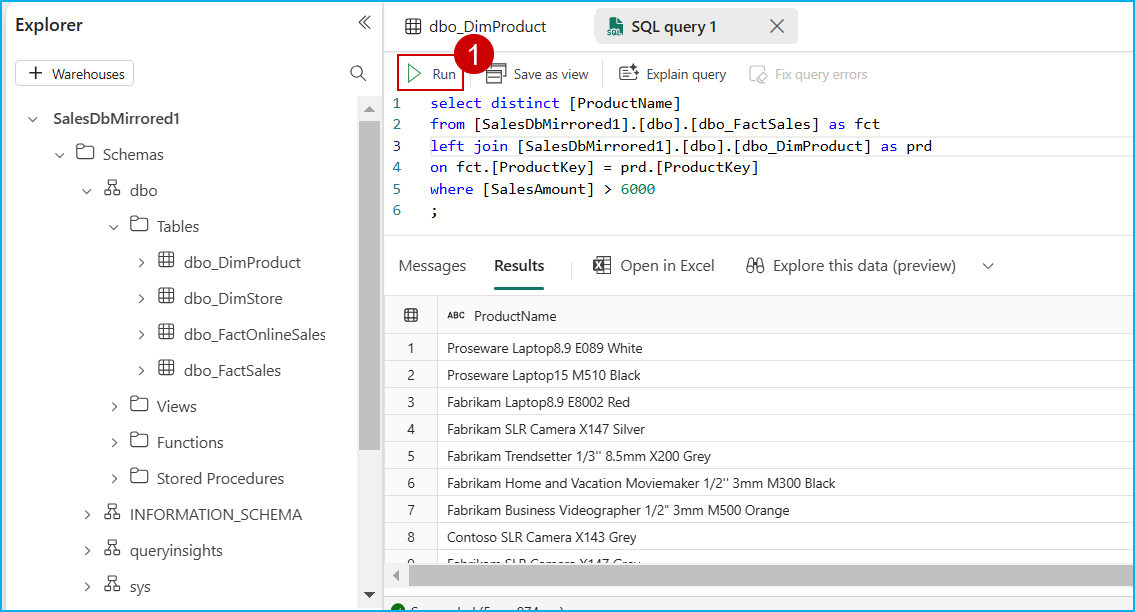 Explorer
Warehouses
SalesDbMirrored1
Schemas
dbo
Tables
dbo_DimProduct
dbo_DimStore
dbo_FactOnlineSales
dbo_FactSales
Views
Functions
Stored Procedures
INFORMATION_SCHEMA
queryinsights
sys
dbo_DimProduct
SQL SQL query 1
1
Run Save as view Explain query Fix query errors
1 select distinct [ProductName]
2 from [SalesDbMirrored1].[dbo].[dbo_FactSales] as fct
3 left join [SalesDbMirrored1].[dbo].[dbo_DimProduct] as prd
4 on fct.[ProductKey] = prd.[ProductKey]
5 where [SalesAmount] > 6000
6 ;
Messages Results Open in Excel Explore this data (preview)
ABC ProductName
1 Proseware Laptop8.9 E089 White
2 Proseware Laptop15 M510 Black
3 Fabrikam Laptop8.9 E8002 Red
4 Fabrikam SLR Camera X147 Silver
5 Fabrikam Trendsetter 1/3'' 8.5mm X200 Grey
6 Fabrikam Home and Vacation Moviemaker 1/2'' 3mm M300 Black
7 Fabrikam Business Videographer 1/2" 3mm M500 Orange
8 Contoso SLR Camera X143 Grey
9 Fabrikam SLR Camera X147 Grey